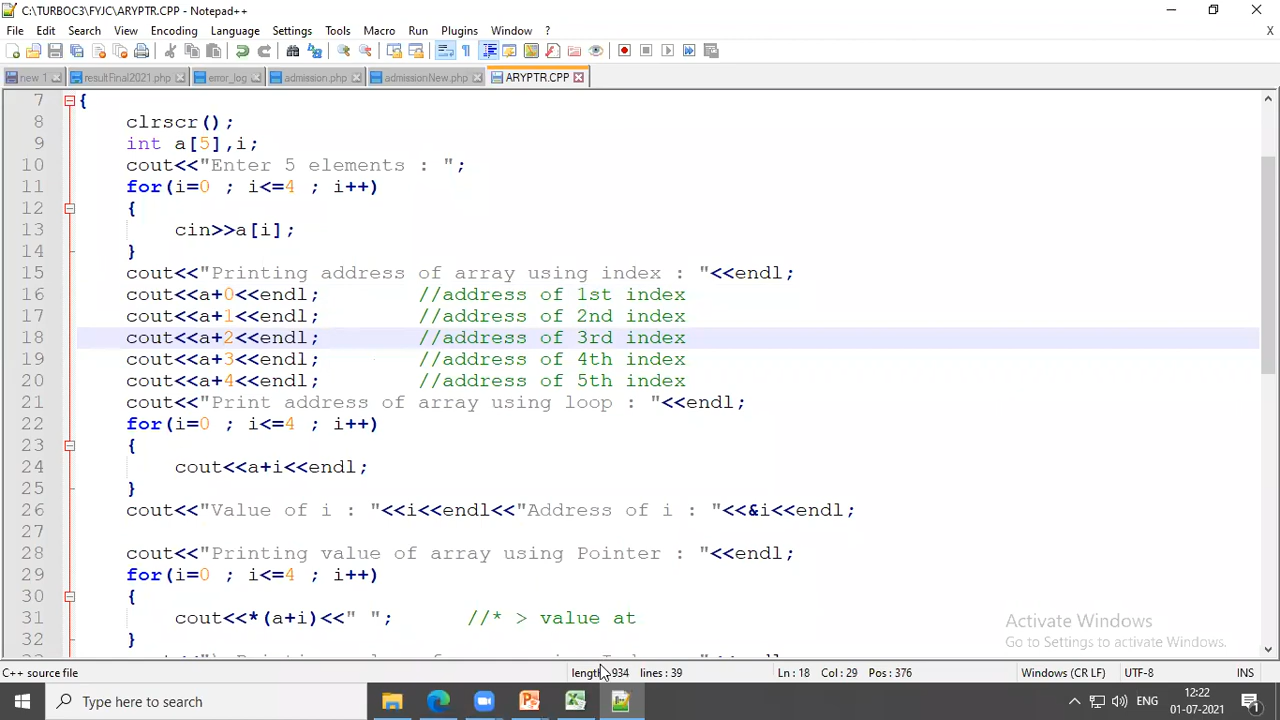 C:\TURBOC3\FYJC\ARYPTR.CPP - Notepad++
File Edit Search View Encoding Language Settings Tools Macro Run Plugins Window ? X
new 1 resultFinal2021.php error_log admission.php admissionNew.php ARYPTR.CPP
7 {
8 clrscr();
9 int a[5],i;
10 cout<<"Enter 5 elements : ";
11 for(i=0 ; i<=4 ; i++)
12 {
13 cin>>a[i];
14 }
15 cout<<"Printing address of array using index : "<<endl;
16 cout<<a+0<<endl; //address of 1st index
17 cout<<a+1<<endl; //address of 2nd index
18 cout<<a+2<<endl; //address of 3rd index
19 cout<<a+3<<endl; //address of 4th index
20 cout<<a+4<<endl; //address of 5th index
21 cout<<"Print address of array using loop : "<<endl;
22 for(i=0 ; i<=4 ; i++)
23 {
24 cout<<a+i<<endl;
25 }
26 cout<<"Value of i : "<<i<<endl<<"Address of i : "<<&i<<endl;
27
28 cout<<"Printing value of array using Pointer : "<<endl;
29 for(i=0 ; i<=4 ; i++)
30 {
31 cout<<*(a+i)<<" "; //* > value at
32 }
Activate Windows
Go to Settings to activate Windows.
C++ source file length 934 lines : 39 Ln : 18 Col : 29 Pos : 376 Windows (CR LF) UTF-8 INS
Type here to search ENG 12:22
01-07-2021 1